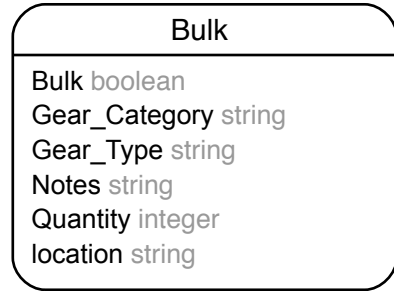 Bulk
Bulk boolean
Gear_Category string
Gear_Type string
Notes string
Quantity integer
location string